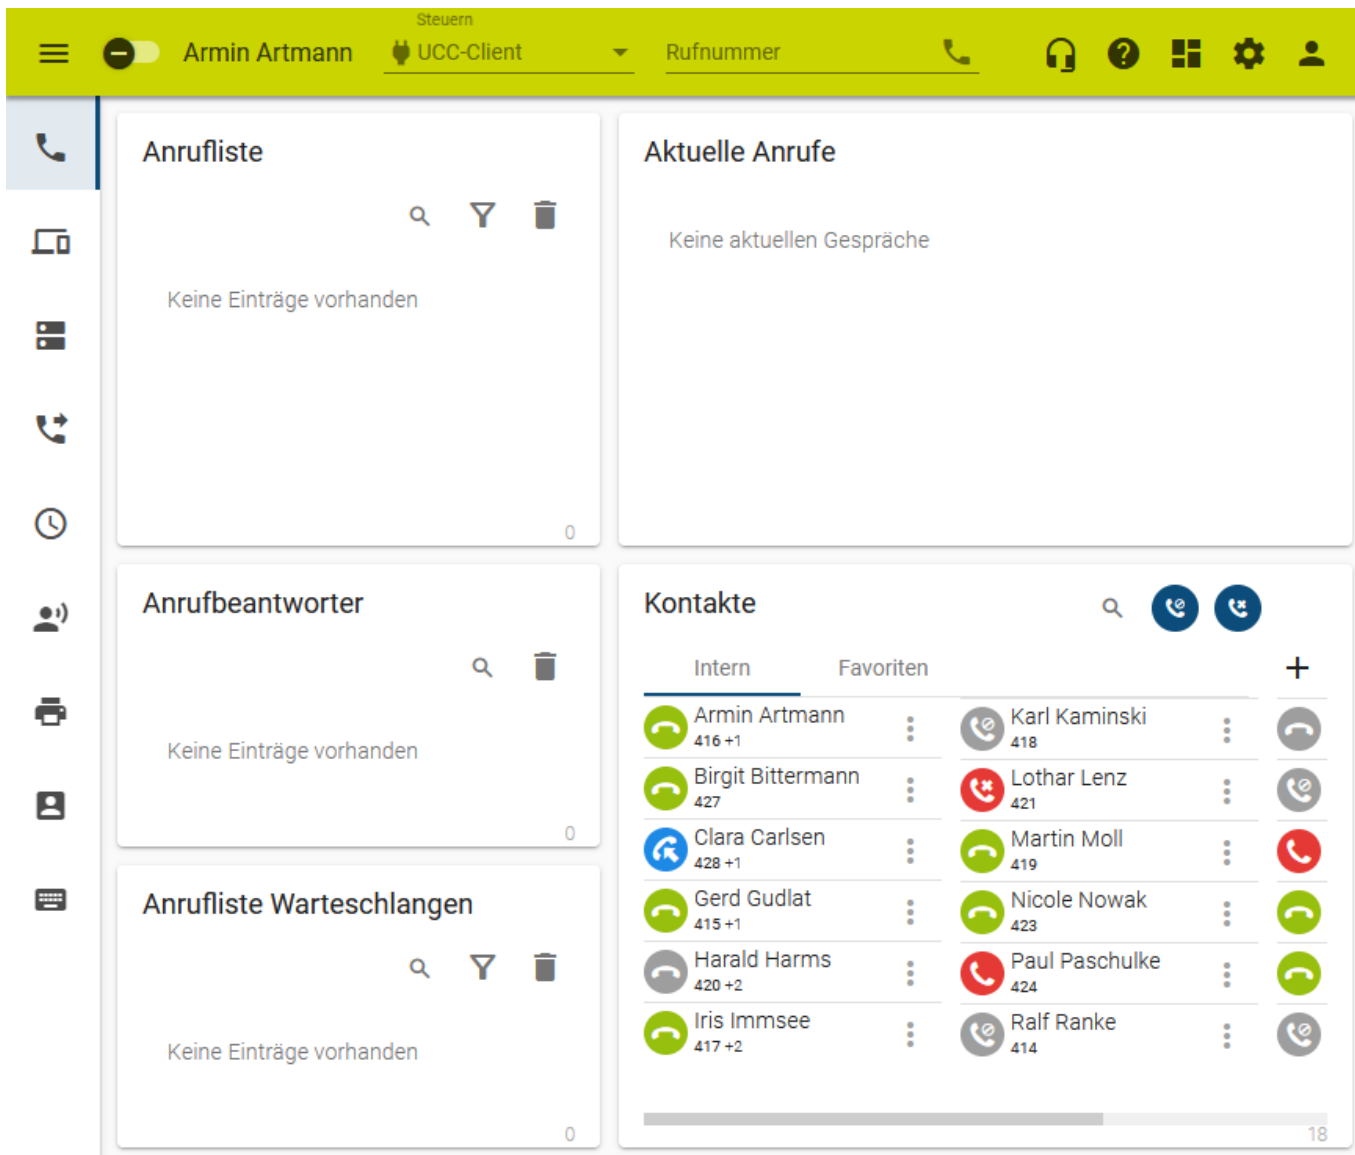 Steuern
Armin Artmann
UCC-Client
Rufnummer
Anrufliste
Keine Einträge vorhanden
0
Aktuelle Anrufe
Keine aktuellen Gespräche
Anrufbeantworter
Keine Einträge vorhanden
0
Anrufliste Warteschlangen
Keine Einträge vorhanden
0
Kontakte
Intern
Favoriten
Armin Artmann
416 +1
Birgit Bittermann
427
Clara Carlsen
428 +1
Gerd Gudlat
415 +1
Harald Harms
420 +2
Iris Immsee
417 +2
Karl Kaminski
418
Lothar Lenz
421
Martin Moll
419
Nicole Nowak
423
Paul Paschulke
424
Ralf Ranke
414
18